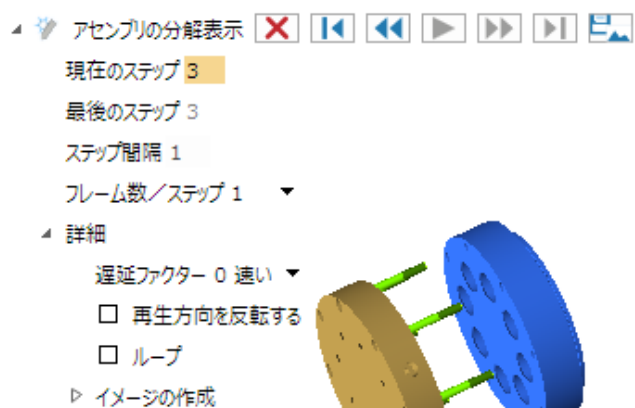 アセンブリの分解表示
現在のステップ 3
最後のステップ 3
ステップ間隔 1
フレーム数／ステップ 1
詳細
遅延ファクター 0 速い
再生方向を反転する
ループ
イメージの作成